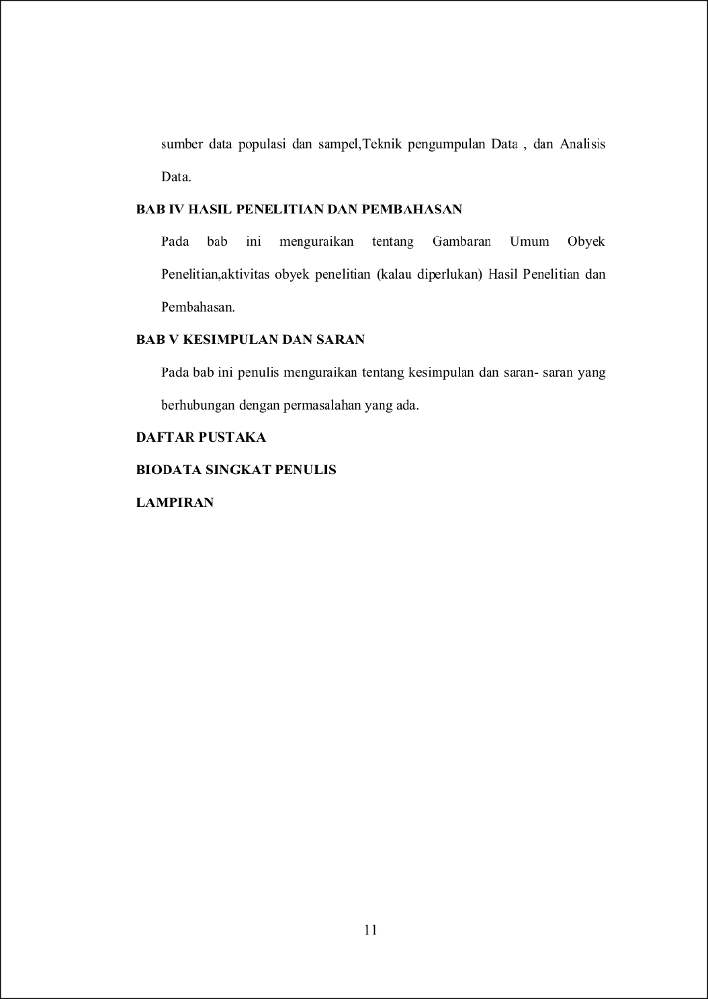 sumber data populasi dan sampel,Teknik pengumpulan Data , dan Analisis
Data.
BAB IV HASIL PENELITIAN DAN PEMBAHASAN
Pada bab ini menguraikan tentang Gambaran Umum Obyek
Penelitian,aktivitas obyek penelitian (kalau diperlukan) Hasil Penelitian dan
Pembahasan.
BAB V KESIMPULAN DAN SARAN
Pada bab ini penulis menguraikan tentang kesimpulan dan saran- saran yang
berhubungan dengan permasalahan yang ada.
DAFTAR PUSTAKA
BIODATA SINGKAT PENULIS
LAMPIRAN
11